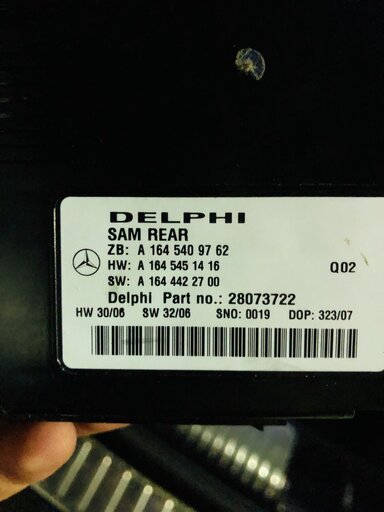 DELPHI
SAM REAR
ZB: A 164 540 97 62
HW: A 164 545 14 16 Q02
SW: A 164 442 27 00
Delphi Part no.: 28073722
HW 30/06 SW 32/06 SNO: 0019 DOP: 323/07